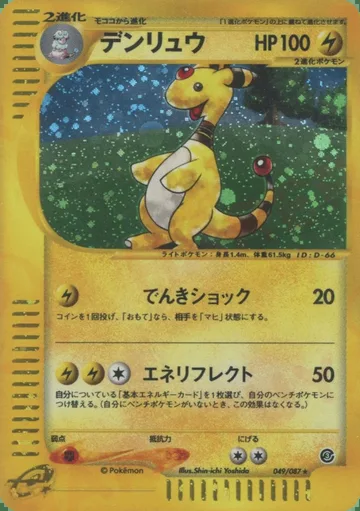 2進化
モココから進化
「1進化ポケモン」の上に重ねて進化させます。
デンリュウ HP100
2進化ポケモン
ライトポケモン：身長1.4m、体重61.5kg ID:D-66
でんきショック 20
コインを1回投げ、「おもて」なら、相手を「マヒ」状態にする。
エネリフレクト 50
自分についている「基本エネルギーカード」を1枚選び、自分のベンチポケモンに
つけ替える。（自分にベンチポケモンがいないとき、この効果はなくなる。）
弱点 抵抗力 にげる
©Pokémon Illus.Shin-ichi Yoshida 049/087★